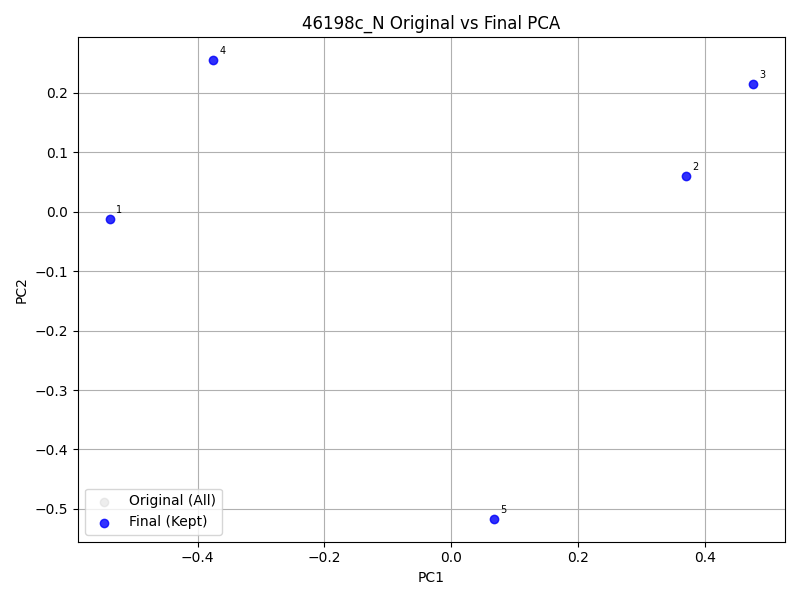 46198c_N Original vs Final PCA
4
3
2
1
5
0.2
0.1
0.0
−0.1
−0.2
−0.3
−0.4
−0.5
PC2
Original (All)
Final (Kept)
−0.4 −0.2 0.0 0.2 0.4
PC1